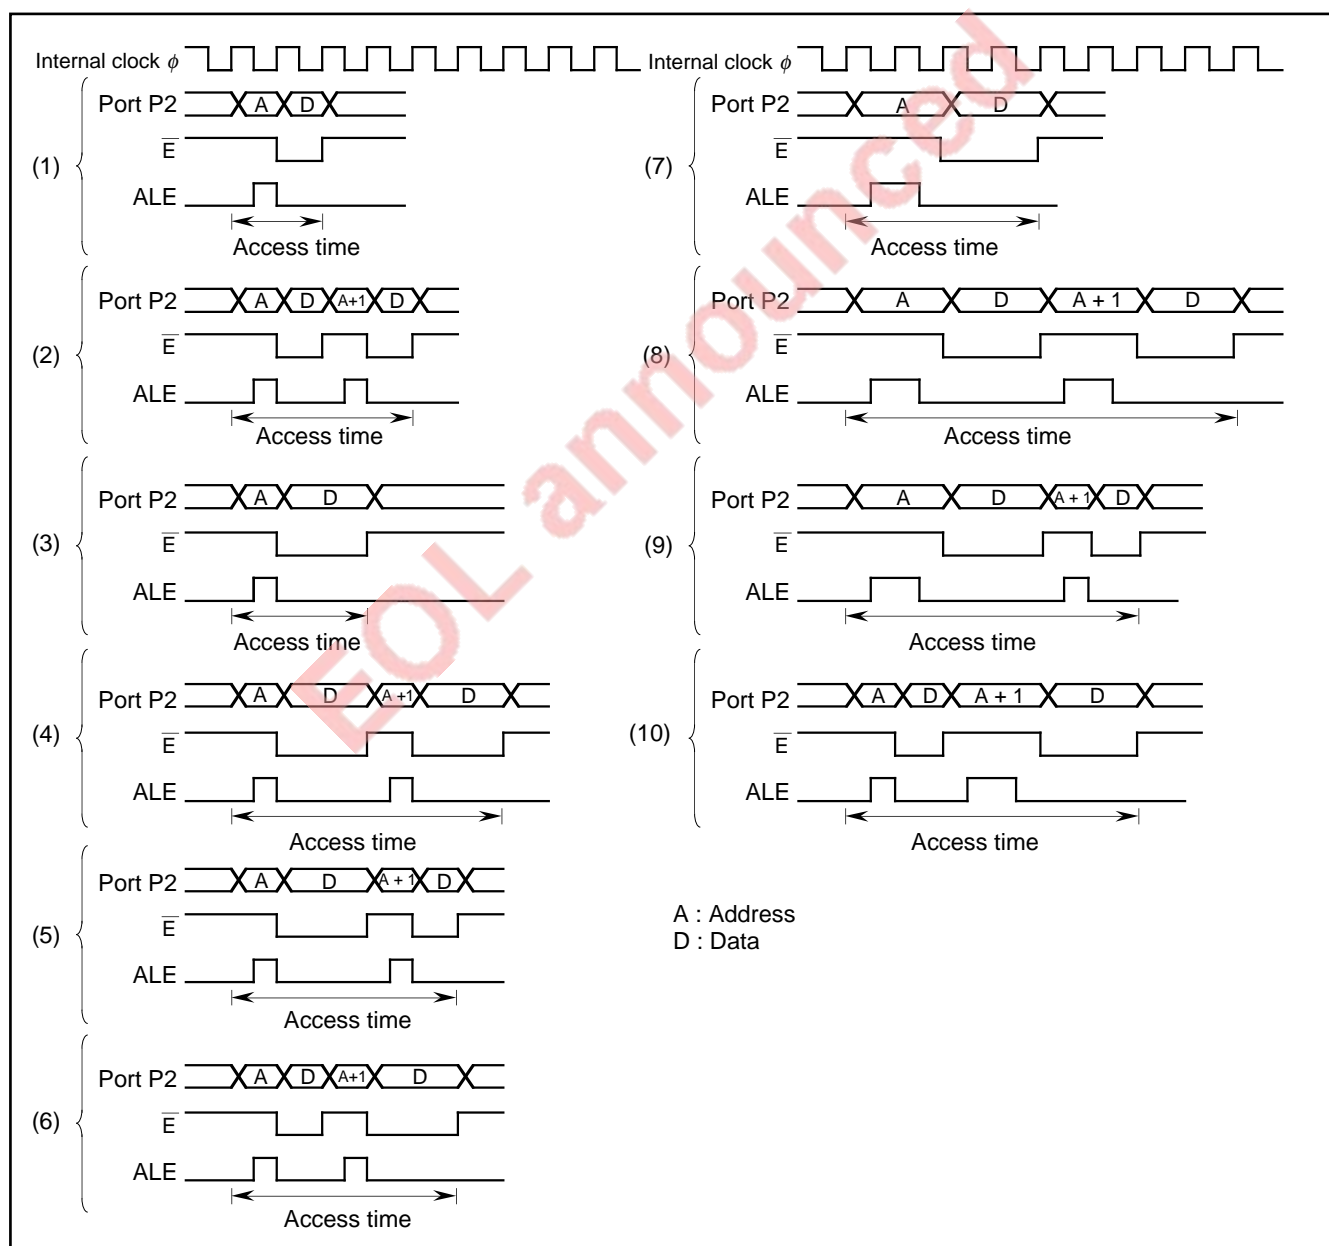 Internal clock φ
(1)
Port P2 A D
E
ALE
Access time
(2)
Port P2 A D A+1 D
E
ALE
Access time
(3)
Port P2 A D
E
ALE
Access time
(4)
Port P2 A D A +1 D
E
ALE
Access time
(5)
Port P2 A D A + 1 D
E
ALE
Access time
(6)
Port P2 A D A+1 D
E
ALE
Access time
Internal clock φ
(7)
Port P2 A D
E
ALE
Access time
(8)
Port P2 A D A + 1 D
E
ALE
Access time
(9)
Port P2 A D A + 1 D
E
ALE
Access time
(10)
Port P2 A D A + 1 D
E
ALE
Access time
A : Address
D : Data
EOL announced